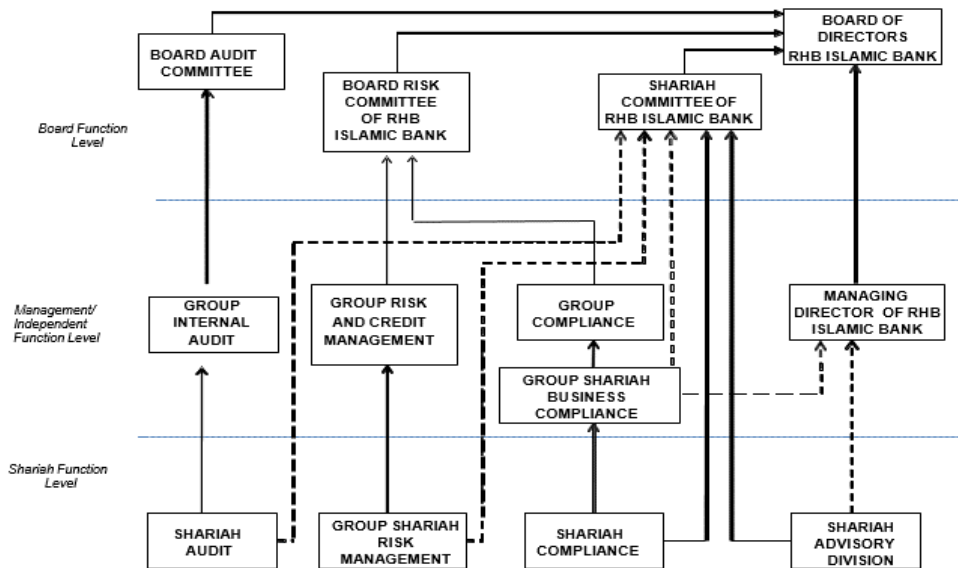 BOARD OF
DIRECTORS
RHB ISLAMIC BANK
BOARD AUDIT
COMMITTEE
BOARD RISK
COMMITTEE
OF RHB
ISLAMIC BANK
SHARIAH
COMMITTEE OF
RHB ISLAMIC BANK
Board Function
Level
Management/
Independent
Function Level
GROUP
INTERNAL
AUDIT
GROUP RISK
AND CREDIT
MANAGEMENT
GROUP
COMPLIANCE
MANAGING
DIRECTOR OF RHB
ISLAMIC BANK
GROUP SHARIAH
BUSINESS
COMPLIANCE
Shariah Function
Level
SHARIAH
AUDIT
GROUP SHARIAH
RISK
MANAGEMENT
SHARIAH
COMPLIANCE
SHARIAH
ADVISORY
DIVISION